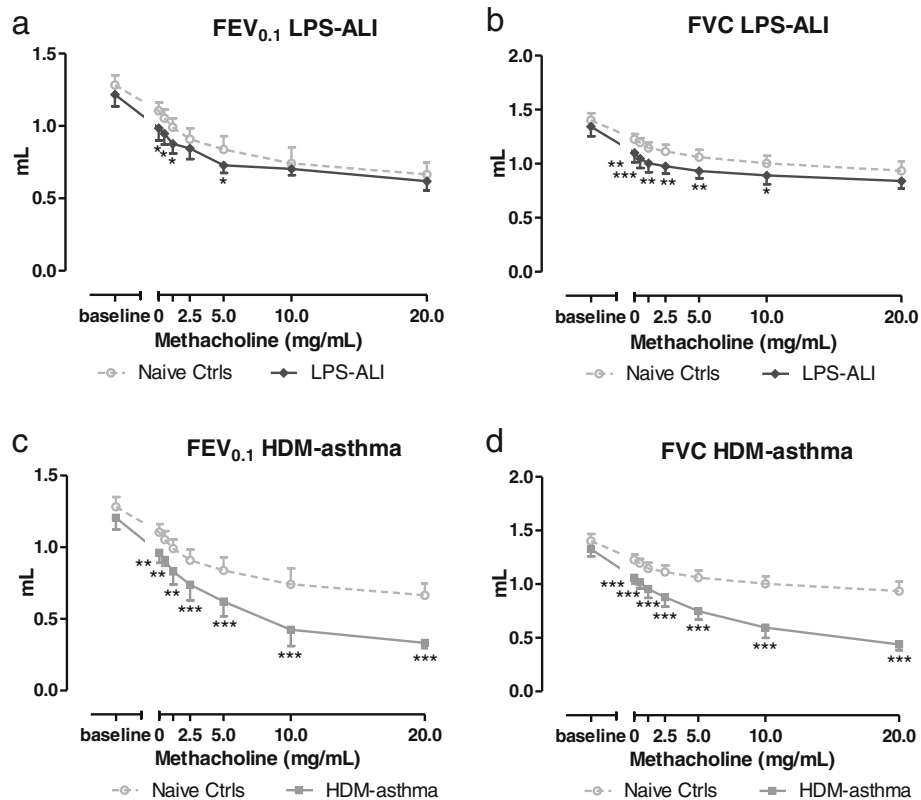 a
FEV0.1 LPS-ALI
1.5
1.0
0.5
0.0
mL
* * * *
baseline 0 2.5 5.0 10.0 20.0
Methacholine (mg/mL)
Naive Ctrls LPS-ALI
b
FVC LPS-ALI
2.0
1.5
1.0
0.5
0.0
mL
** *** ** ** ** *
baseline 0 2.5 5.0 10.0 20.0
Methacholine (mg/mL)
Naive Ctrls LPS-ALI
c
FEV0.1 HDM-asthma
1.5
1.0
0.5
0.0
mL
** ** ** *** *** *** ***
baseline 0 2.5 5.0 10.0 20.0
Methacholine (mg/mL)
Naive Ctrls HDM-asthma
d
FVC HDM-asthma
2.0
1.5
1.0
0.5
0.0
mL
*** *** *** *** *** *** ***
baseline 0 2.5 5.0 10.0 20.0
Methacholine (mg/mL)
Naive Ctrls HDM-asthma